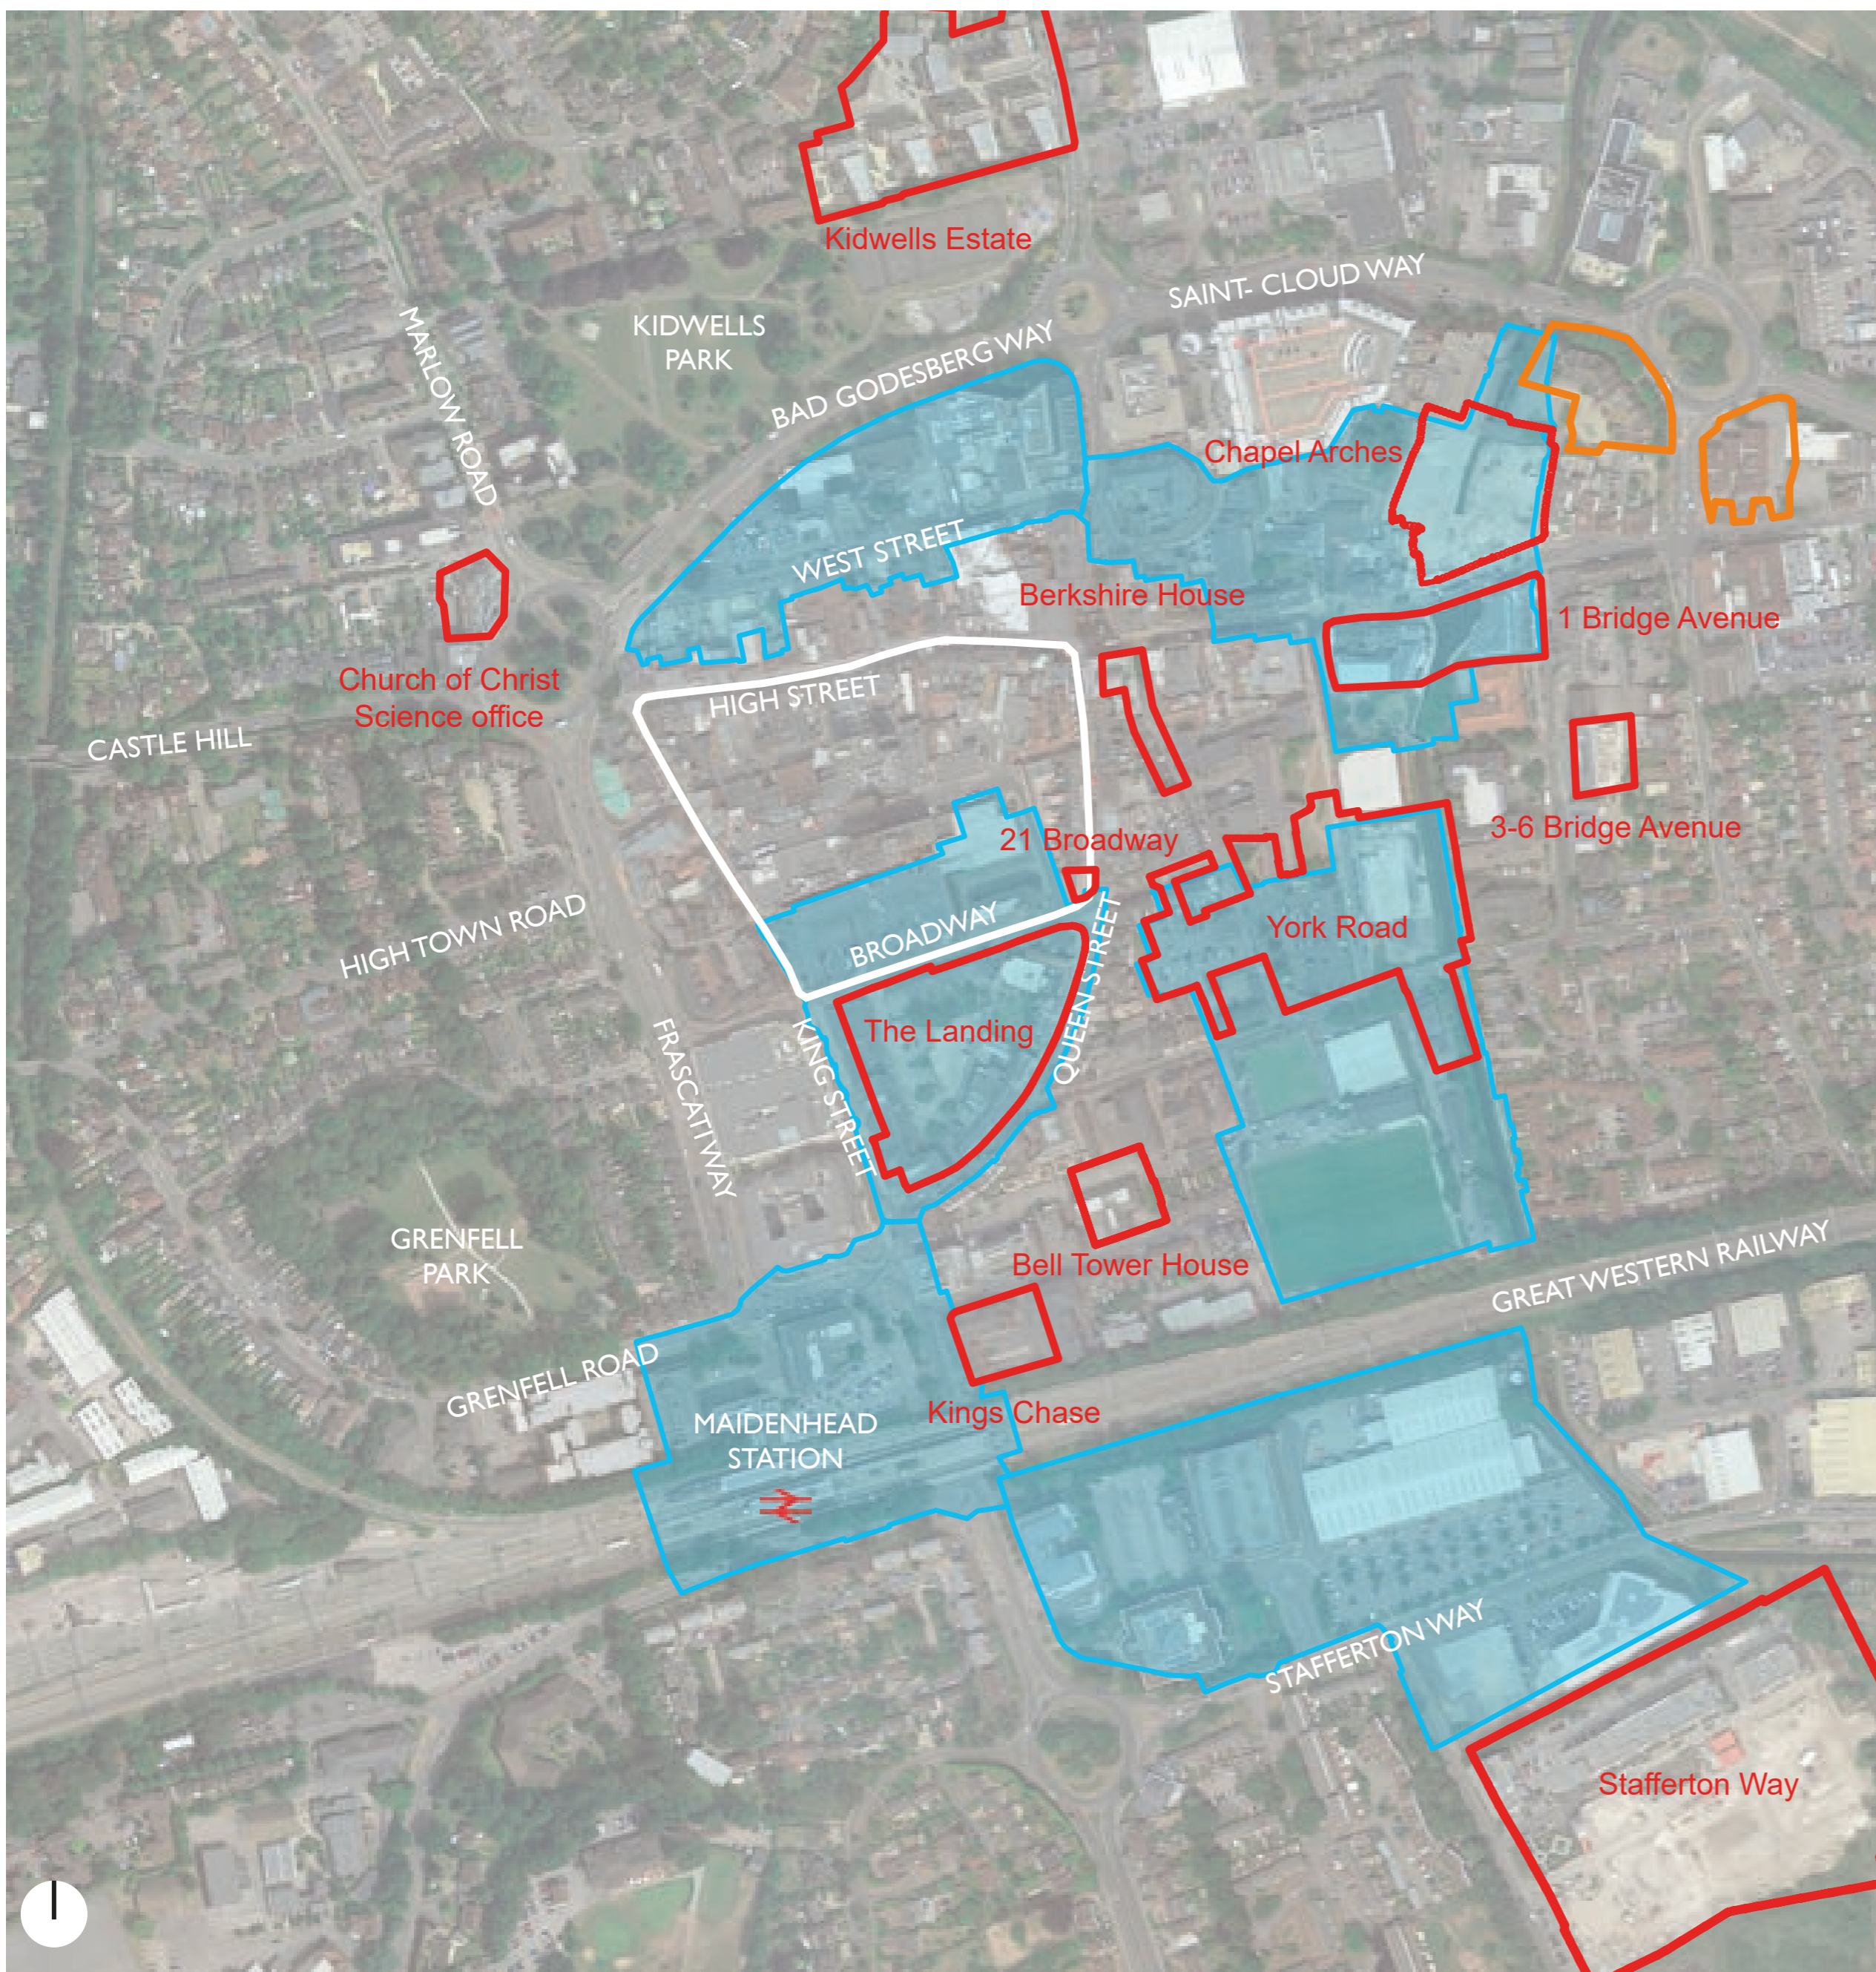 Kidwells Estate
SAINT- CLOUD WAY
KIDWELLS
PARK
MARLOW ROAD
BAD GODESBERG WAY
Chapel Arches
WEST STREET
Berkshire House
1 Bridge Avenue
Church of Christ
Science office
HIGH STREET
CASTLE HILL
21 Broadway
3-6 Bridge Avenue
HIGH TOWN ROAD
BROADWAY
York Road
QUEEN STREET
The Landing
KING STREET
FRASCATI WAY
GRENFELL
PARK
Bell Tower House
GREAT WESTERN RAILWAY
GRENFELL ROAD
Kings Chase
MAIDENHEAD
STATION
STAFFERTON WAY
Stafferton Way